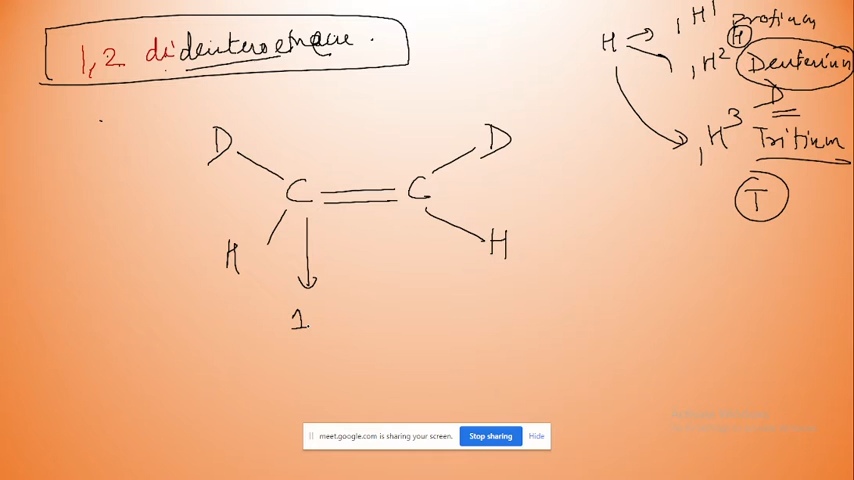 1,2 dideuteroethene.
H → ₁H¹ protium
H
₁H² Deuterium
D
₁H³ Tritium
T
D D
C = C
H H
1.
meet.google.com is sharing your screen. Stop sharing Hide